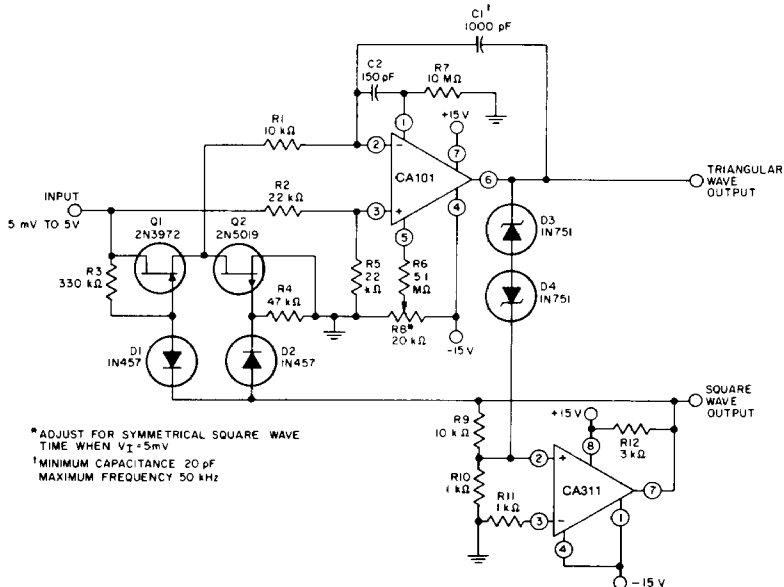 C1†
1000 pF
C2
150 pF
R7
10 MΩ
+15 V
R1
10 kΩ
1
2
−
7
CA101
6
TRIANGULAR
WAVE
OUTPUT
INPUT
5 mV TO 5V
R2
22 kΩ
3
+
4
5
Q1
2N3972
Q2
2N5019
D3
1N751
R3
330 kΩ
R4
47 kΩ
R5
22
kΩ
R6
5.1
MΩ
D4
1N751
R8*
20 kΩ
−15 V
D1
1N457
D2
1N457
SQUARE
WAVE
OUTPUT
+15V
R9
10 kΩ
8
R12
3 kΩ
*ADJUST FOR SYMMETRICAL SQUARE WAVE
TIME WHEN VI = 5mV
†MINIMUM CAPACITANCE 20 pF
MAXIMUM FREQUENCY 50 kHz
2
+
R10
1 kΩ
CA311
7
R11
1 kΩ
3
−
1
4
−15 V